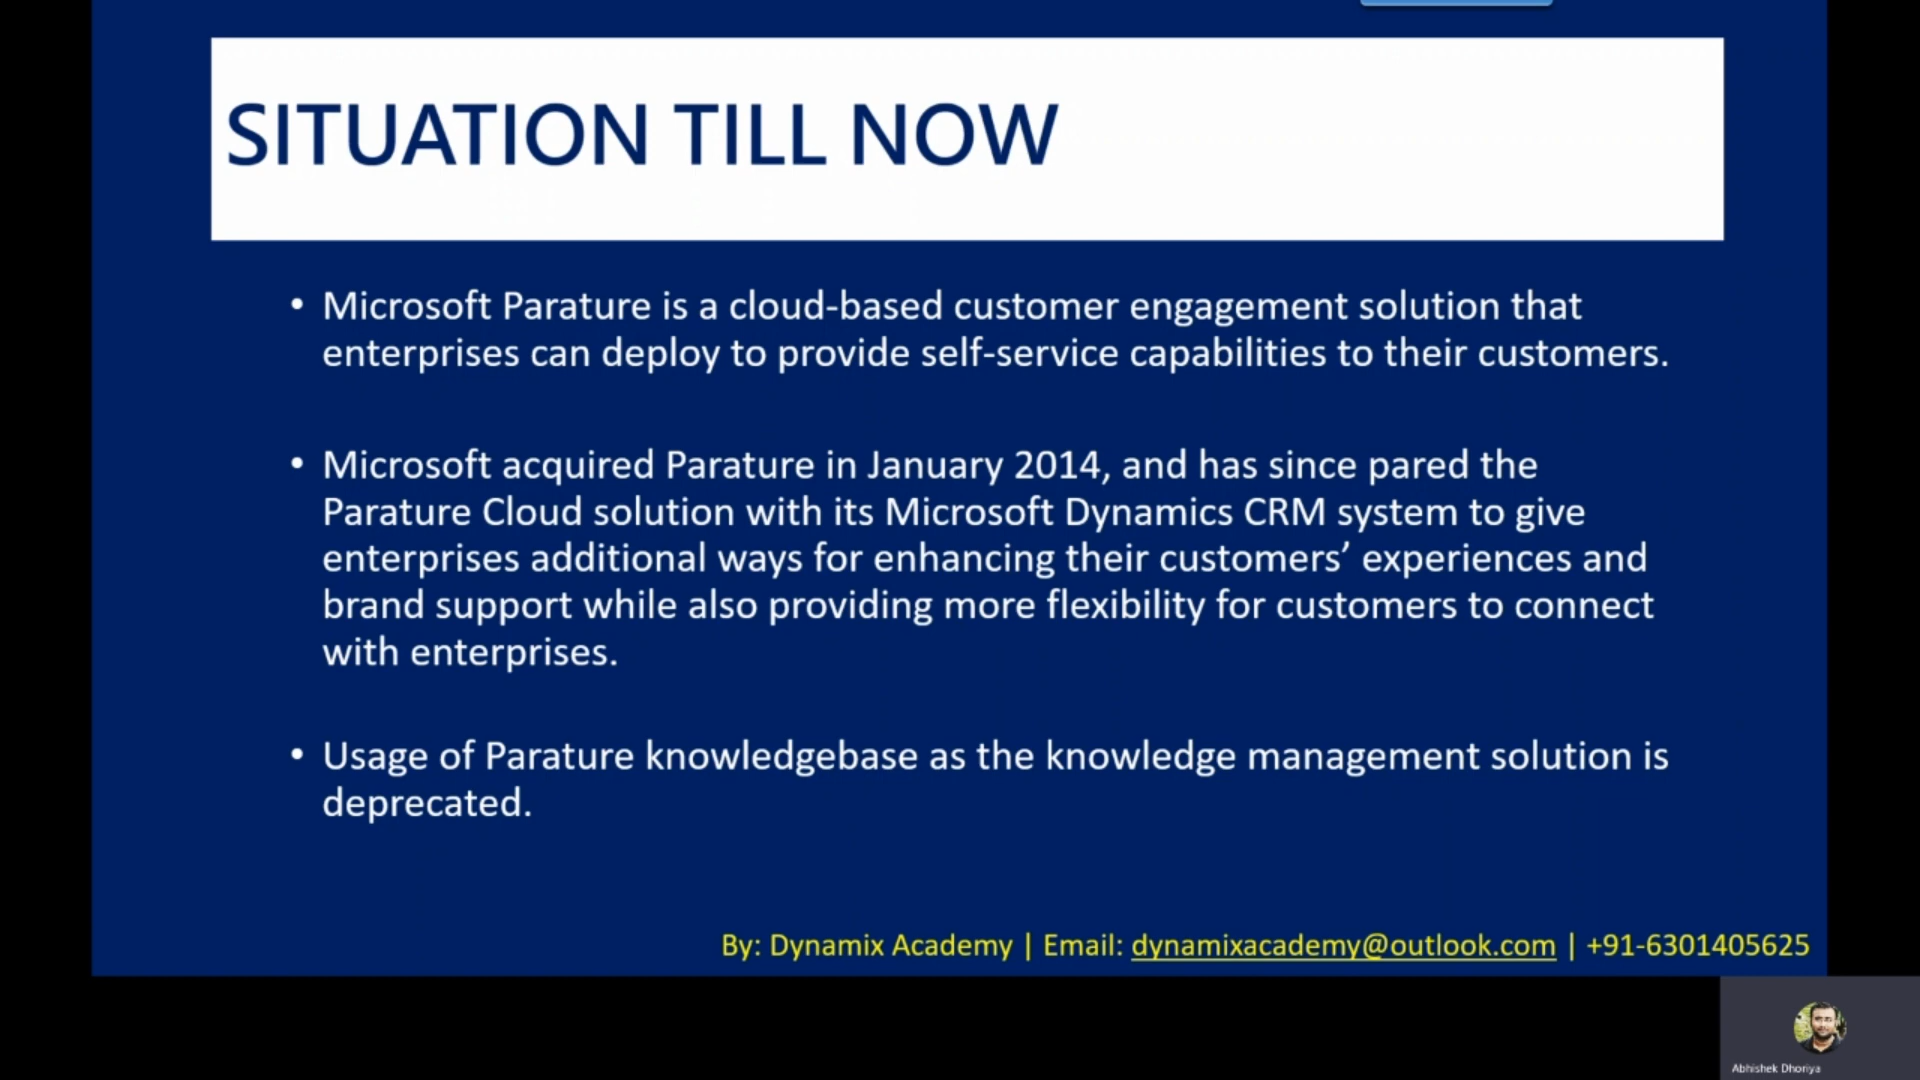 SITUATION TILL NOW
• Microsoft Parature is a cloud-based customer engagement solution that
enterprises can deploy to provide self-service capabilities to their customers.
• Microsoft acquired Parature in January 2014, and has since pared the
Parature Cloud solution with its Microsoft Dynamics CRM system to give
enterprises additional ways for enhancing their customers’ experiences and
brand support while also providing more flexibility for customers to connect
with enterprises.
• Usage of Parature knowledgebase as the knowledge management solution is
deprecated.
By: Dynamix Academy | Email: dynamixacademy@outlook.com | +91-6301405625
Abhishek Dhoriya